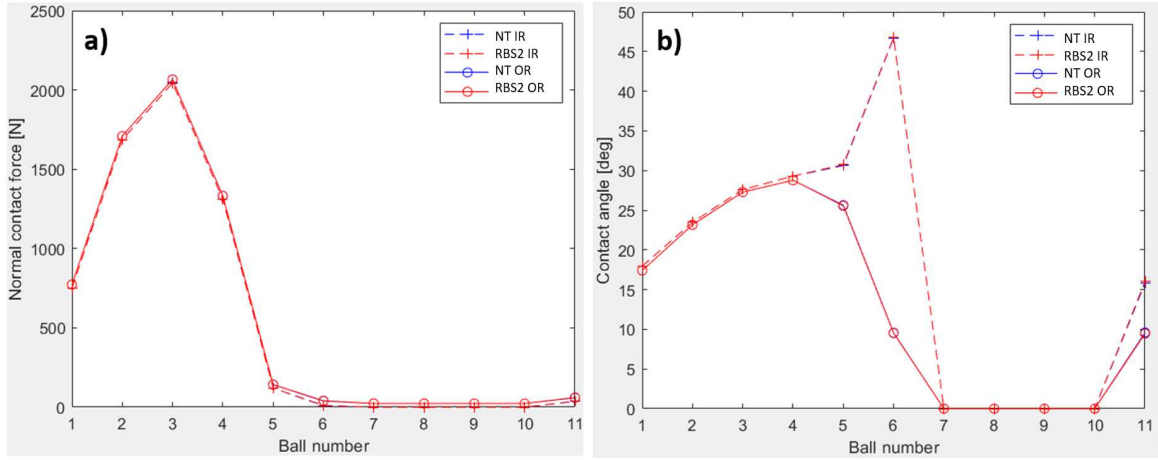 a)
NT IR
RBS2 IR
NT OR
RBS2 OR
2500
2000
1500
1000
500
0
Normal contact force [N]
1 2 3 4 5 6 7 8 9 10 11
Ball number
b)
NT IR
RBS2 IR
NT OR
RBS2 OR
50
45
40
35
30
25
20
15
10
5
0
Contact angle [deg]
1 2 3 4 5 6 7 8 9 10 11
Ball number